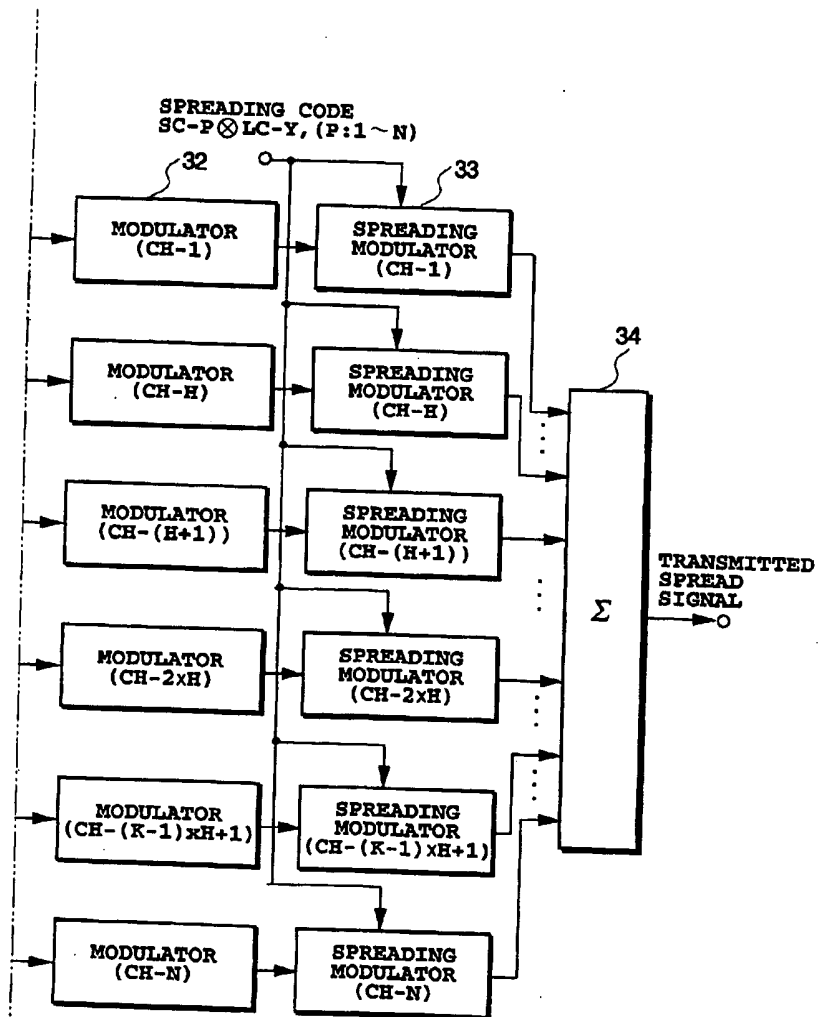 SPREADING CODE
SC-P⊗LC-Y,(P:1~N)
32
33
MODULATOR
(CH-1)
SPREADING
MODULATOR
(CH-1)
34
MODULATOR
(CH-H)
SPREADING
MODULATOR
(CH-H)
MODULATOR
(CH-(H+1))
SPREADING
MODULATOR
(CH-(H+1))
TRANSMITTED
SPREAD
SIGNAL
Σ
MODULATOR
(CH-2xH)
SPREADING
MODULATOR
(CH-2xH)
MODULATOR
(CH-(K-1)xH+1)
SPREADING
MODULATOR
(CH-(K-1)xH+1)
MODULATOR
(CH-N)
SPREADING
MODULATOR
(CH-N)